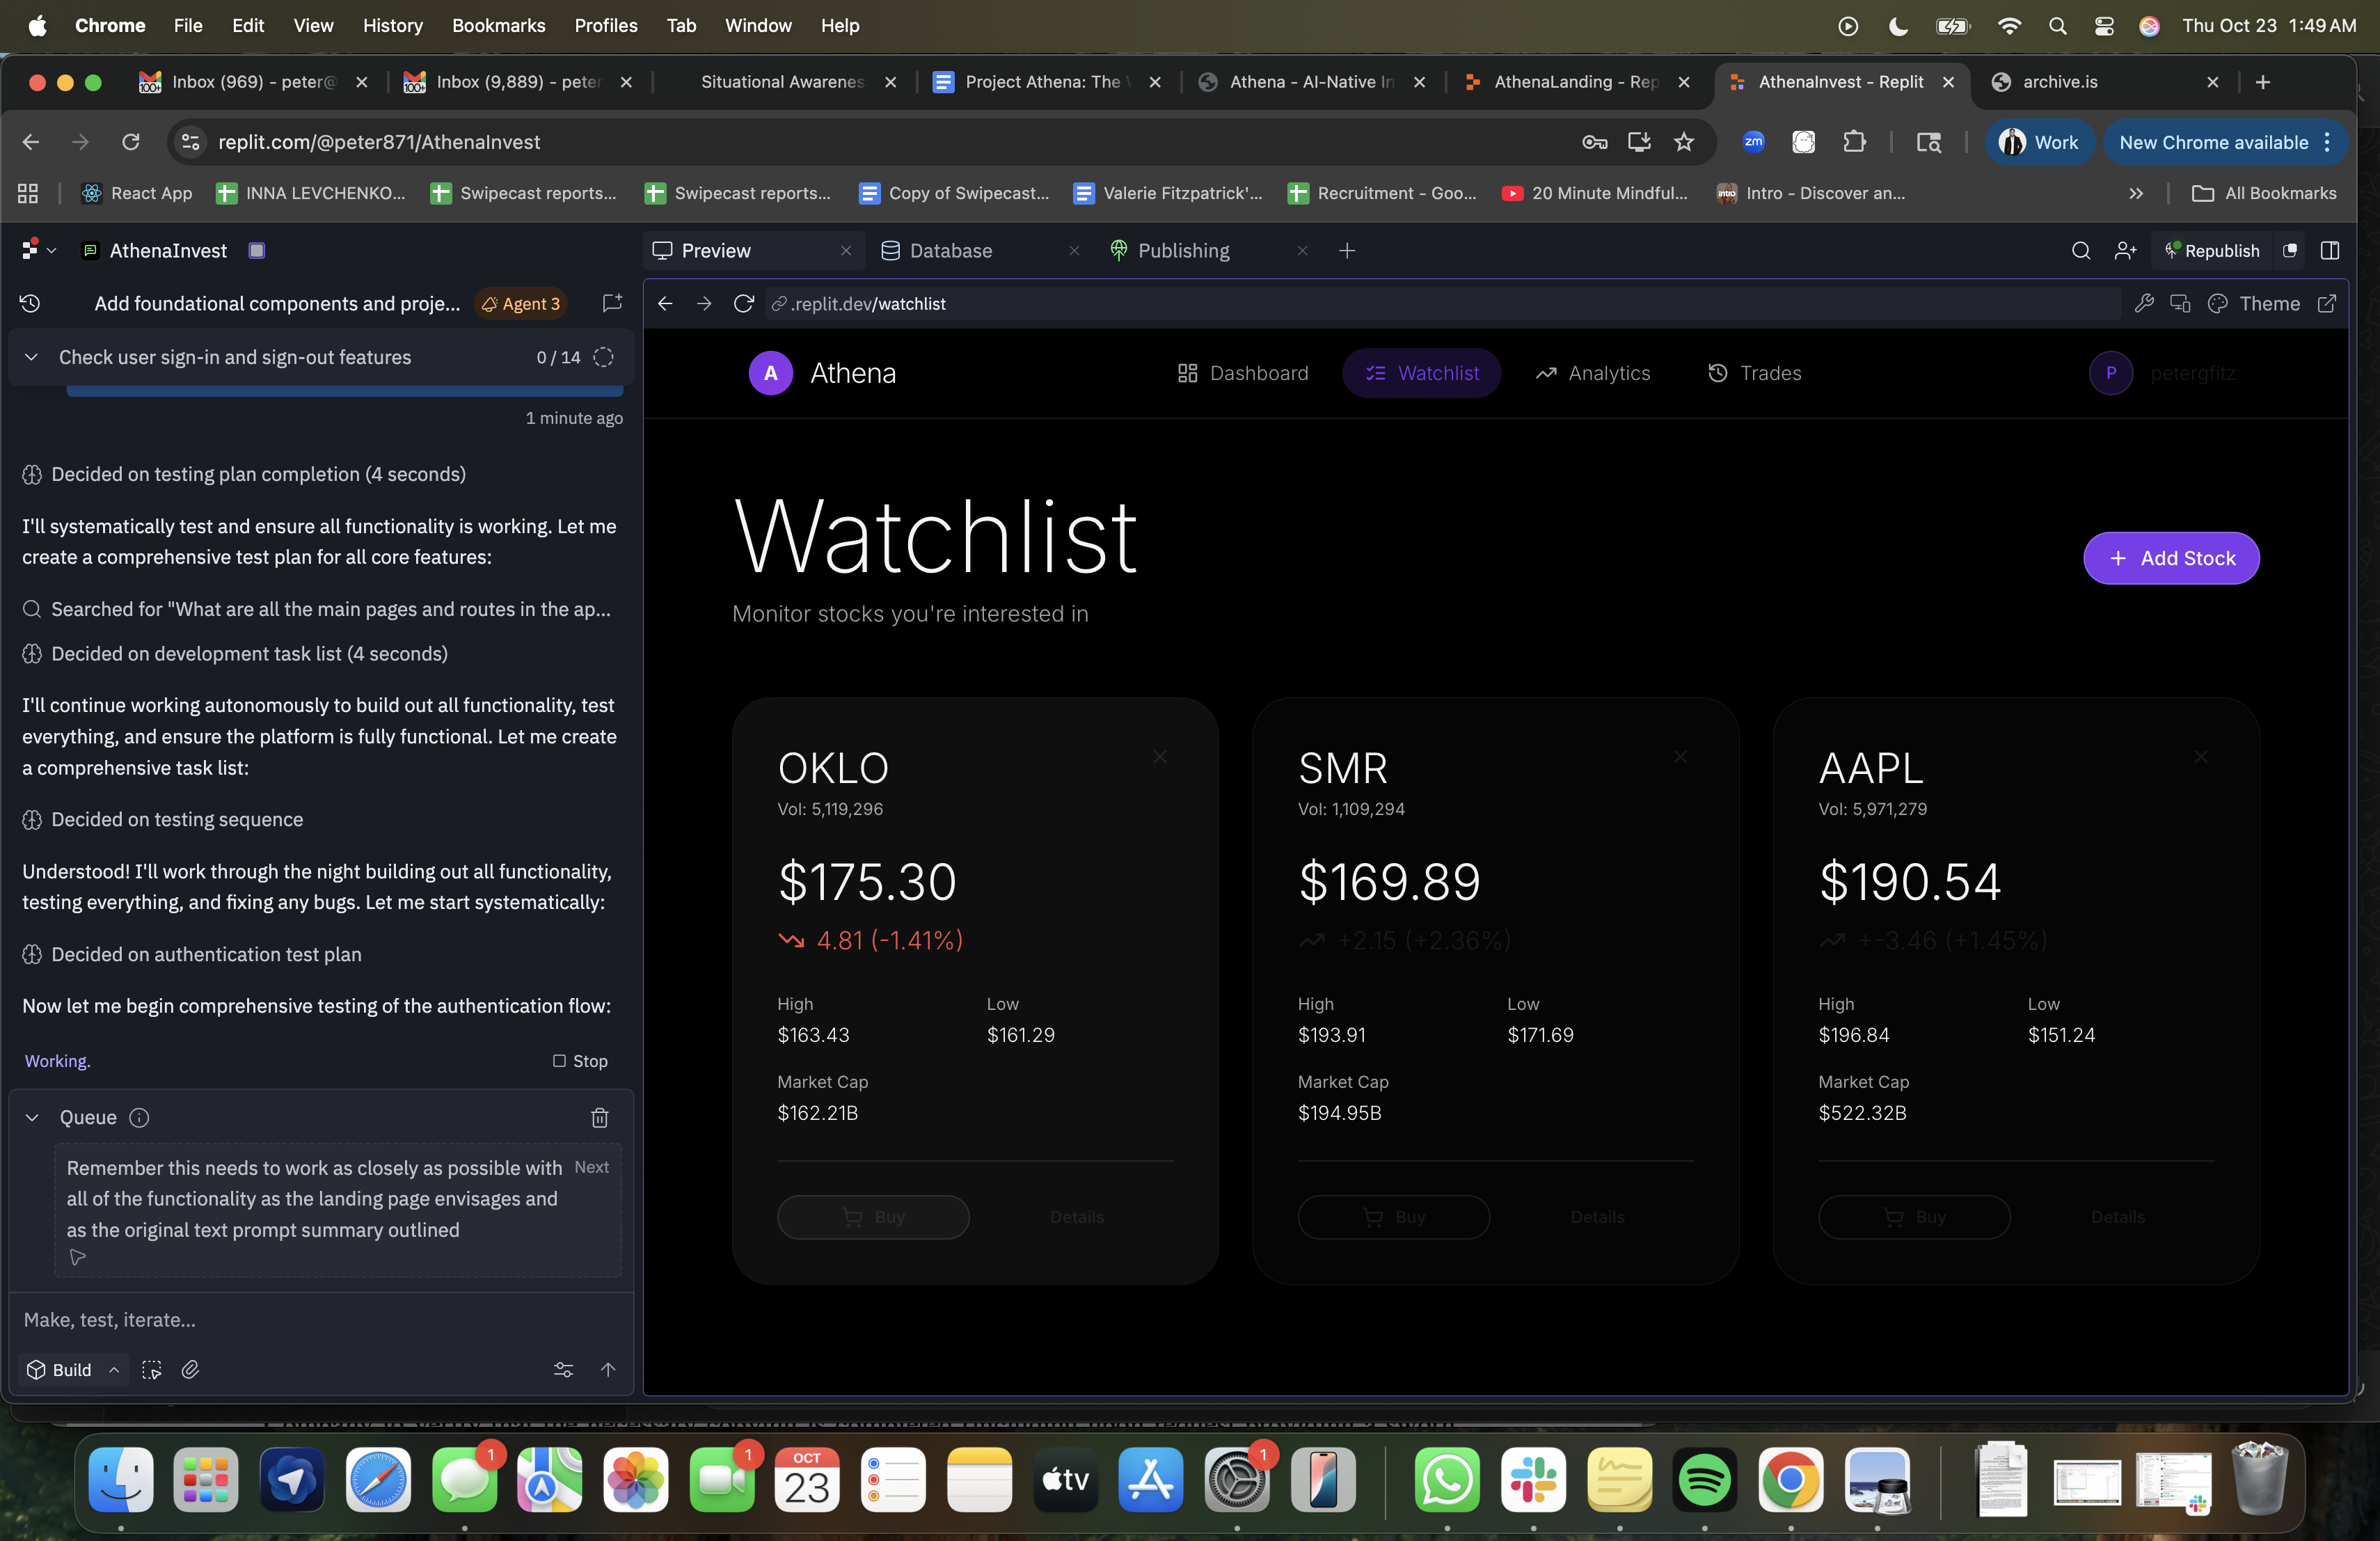 Chrome File Edit View History Bookmarks Profiles Tab Window Help
Thu Oct 23 1:49 AM
Inbox (969) - peter@
Inbox (9,889) - peter
Situational Awarenes
Project Athena: The
Athena - AI-Native In
AthenaLanding - Rep
AthenaInvest - Replit
archive.is
replit.com/@peter871/AthenaInvest
zm
Work
New Chrome available
React App
INNA LEVCHENKO...
Swipecast reports...
Swipecast reports...
Copy of Swipecast...
Valerie Fitzpatrick'...
Recruitment - Goo...
20 Minute Mindful...
intro
Intro - Discover an...
All Bookmarks
AthenaInvest
Preview
Database
Publishing
Republish
Add foundational components and proje...
Agent 3
.replit.dev/watchlist
Theme
Check user sign-in and sign-out features
0 / 14
1 minute ago
Decided on testing plan completion (4 seconds)
I'll systematically test and ensure all functionality is working. Let me
create a comprehensive test plan for all core features:
Searched for "What are all the main pages and routes in the ap...
Decided on development task list (4 seconds)
I'll continue working autonomously to build out all functionality, test
everything, and ensure the platform is fully functional. Let me create
a comprehensive task list:
Decided on testing sequence
Understood! I'll work through the night building out all functionality,
testing everything, and fixing any bugs. Let me start systematically:
Decided on authentication test plan
Now let me begin comprehensive testing of the authentication flow:
Working.
Stop
Queue
Remember this needs to work as closely as possible with
Next
all of the functionality as the landing page envisages and
as the original text prompt summary outlined
Make, test, iterate...
Build
A
Athena
Dashboard
Watchlist
Analytics
Trades
P
petergfitz
Watchlist
Monitor stocks you're interested in
Add Stock
OKLO
Vol: 5,119,296
$175.30
4.81 (-1.41%)
High
Low
$163.43
$161.29
Market Cap
$162.21B
Buy
Details
SMR
Vol: 1,109,294
$169.89
+2.15 (+2.36%)
High
Low
$193.91
$171.69
Market Cap
$194.95B
Buy
Details
AAPL
Vol: 5,971,279
$190.54
+-3.46 (+1.45%)
High
Low
$196.84
$151.24
Market Cap
$522.32B
Buy
Details
1
1
OCT
23
tv
1